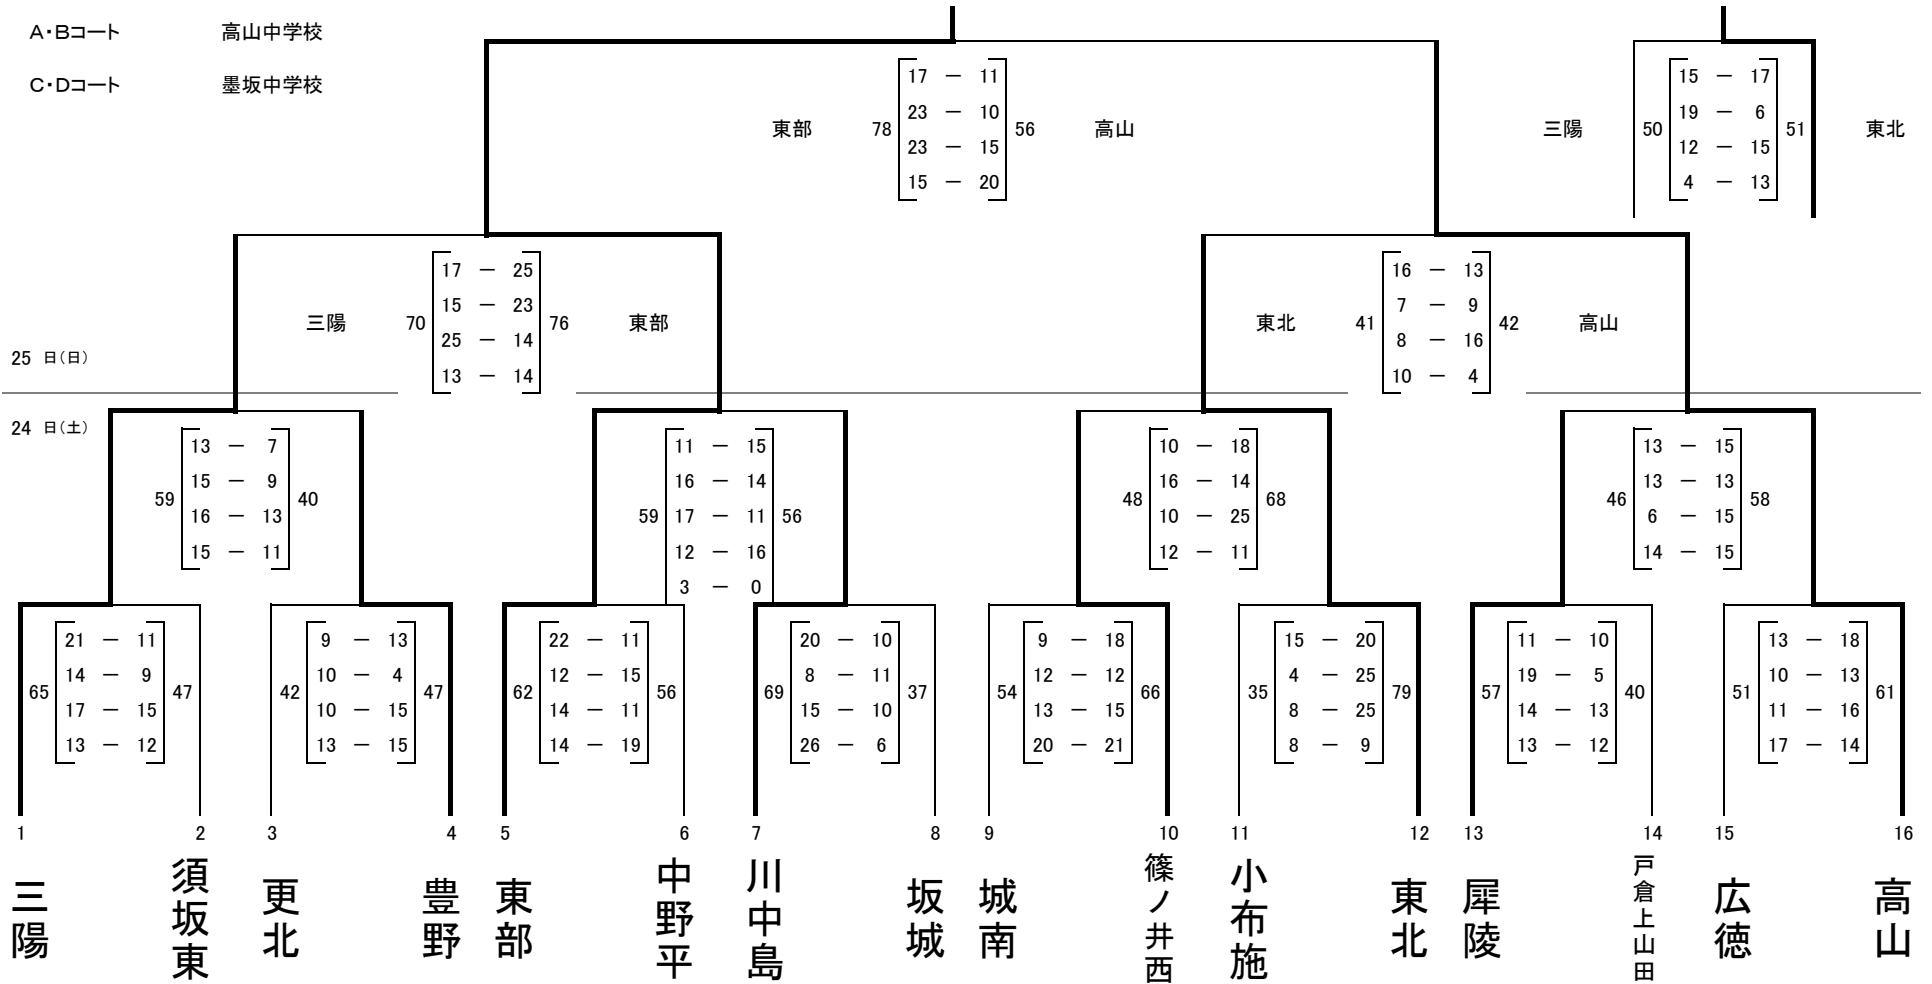 A・Bコート 高山中学校
C・Dコート 墨坂中学校
17 － 11
23 － 10
東部 78 56 高山
23 － 15
15 － 20
15 － 17
19 － 6
三陽 50 51 東北
12 － 15
4 － 13
17 － 25
15 － 23
三陽 70 76 東部
25 － 14
13 － 14
16 － 13
7 － 9
東北 41 42 高山
8 － 16
10 － 4
25 日（日）
24 日（土）
13 － 7
15 － 9
59 40
16 － 13
15 － 11
11 － 15
16 － 14
59 17 － 11 56
12 － 16
3 － 0
10 － 18
16 － 14
48 68
10 － 25
12 － 11
13 － 15
13 － 13
46 58
6 － 15
14 － 15
21 － 11
14 － 9
65 47
17 － 15
13 － 12
9 － 13
10 － 4
42 47
10 － 15
13 － 15
22 － 11
12 － 15
62 56
14 － 11
14 － 19
20 － 10
8 － 11
69 37
15 － 10
26 － 6
9 － 18
12 － 12
54 66
13 － 15
20 － 21
15 － 20
4 － 25
35 79
8 － 25
8 － 9
11 － 10
19 － 5
57 40
14 － 13
13 － 12
13 － 18
10 － 13
51 61
11 － 16
17 － 14
1 2 3 4 5 6 7 8 9 10 11 12 13 14 15 16
三陽
須坂東
更北
豊野
東部
中野平
川中島
坂城
城南
篠ノ井西
小布施
東北
犀陵
戸倉上山田
広徳
高山